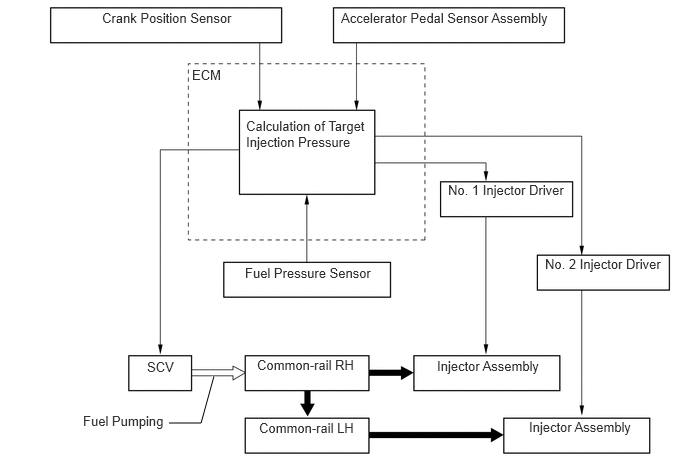 Crank Position Sensor
Accelerator Pedal Sensor Assembly
ECM
Calculation of Target
Injection Pressure
No. 1 Injector Driver
Fuel Pressure Sensor
No. 2 Injector Driver
SCV
Common-rail RH
Injector Assembly
Fuel Pumping
Common-rail LH
Injector Assembly